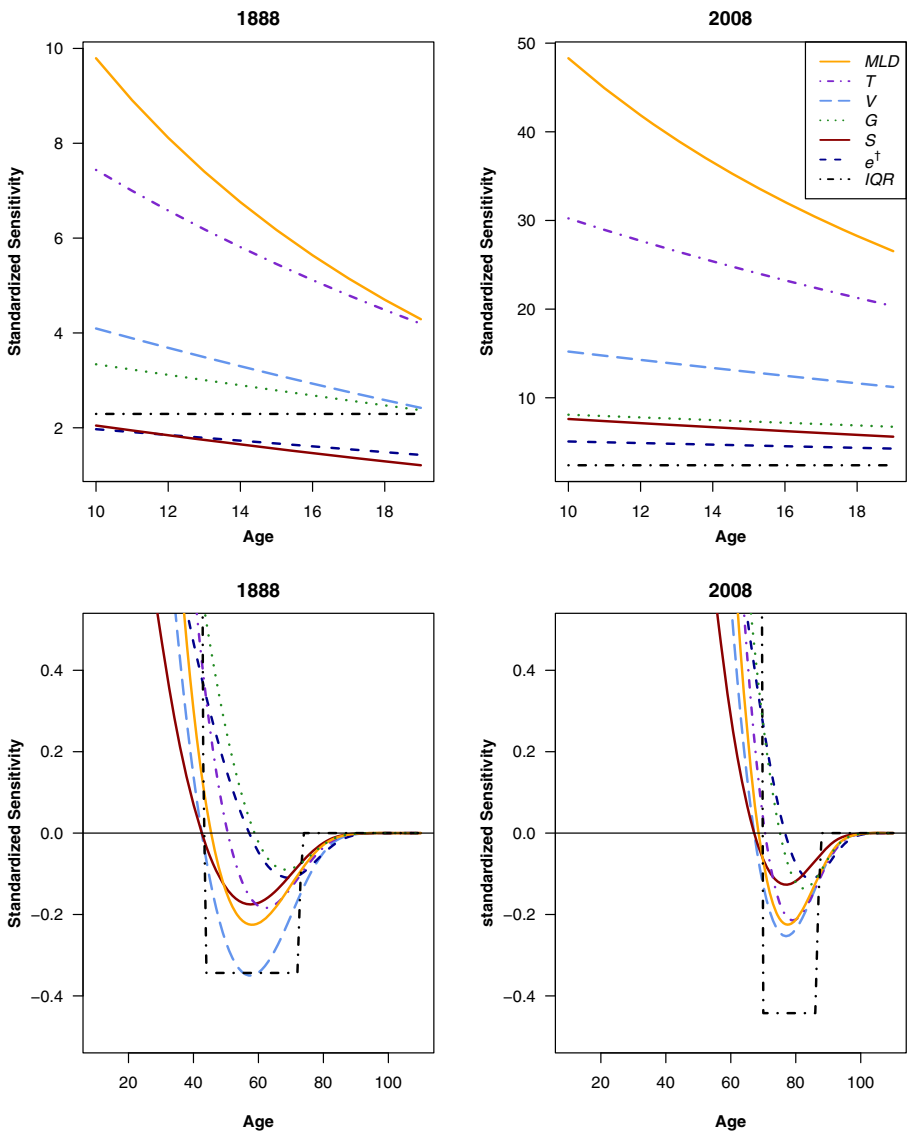 1888
Standardized Sensitivity
10
8
6
4
2
10 12 14 16 18
Age
2008
Standardized Sensitivity
50
40
30
20
10
10 12 14 16 18
Age
MLD
T
V
G
S
e†
IQR
1888
Standardized Sensitivity
0.4
0.2
0.0
−0.2
−0.4
20 40 60 80 100
Age
2008
standardized Sensitivity
0.4
0.2
0.0
−0.2
−0.4
20 40 60 80 100
Age